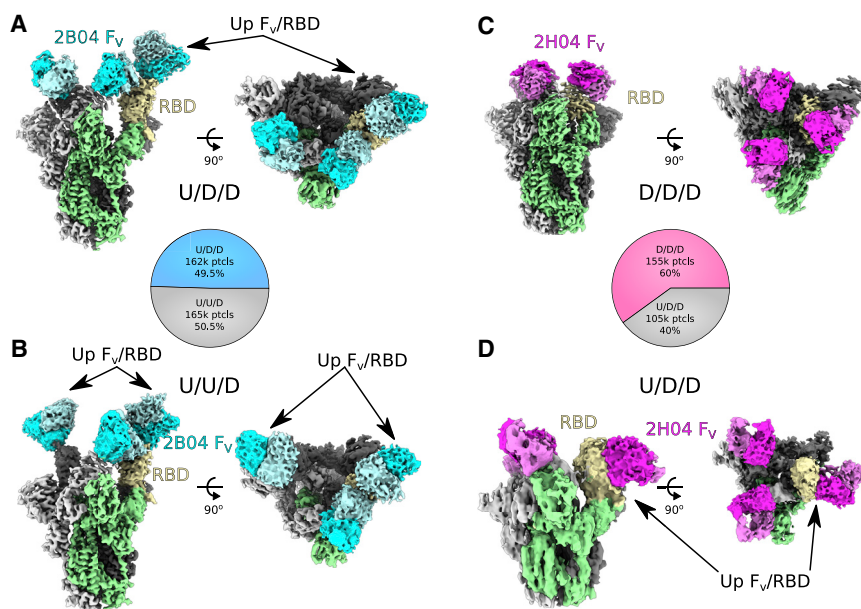 A
2B04 Fv
Up Fv/RBD
RBD
90°
U/D/D
U/D/D
162k ptcls
49.5%
U/U/D
165k ptcls
50.5%
B
Up Fv/RBD
U/U/D
Up Fv/RBD
2B04 Fv
RBD
90°
C
2H04 Fv
RBD
90°
D/D/D
D/D/D
155k ptcls
60%
U/D/D
105k ptcls
40%
D
U/D/D
RBD
2H04 Fv
90°
Up Fv/RBD